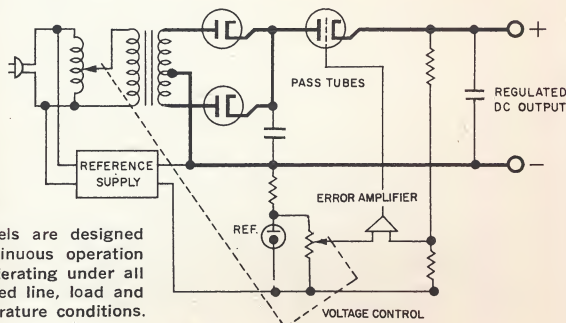 +
PASS TUBES
REGULATED
DC OUTPUT
−
REFERENCE
SUPPLY
ERROR AMPLIFIER
REF.
els are designed
inuous operation
erating under all
ed line, load and
rature conditions.
VOLTAGE CONTROL